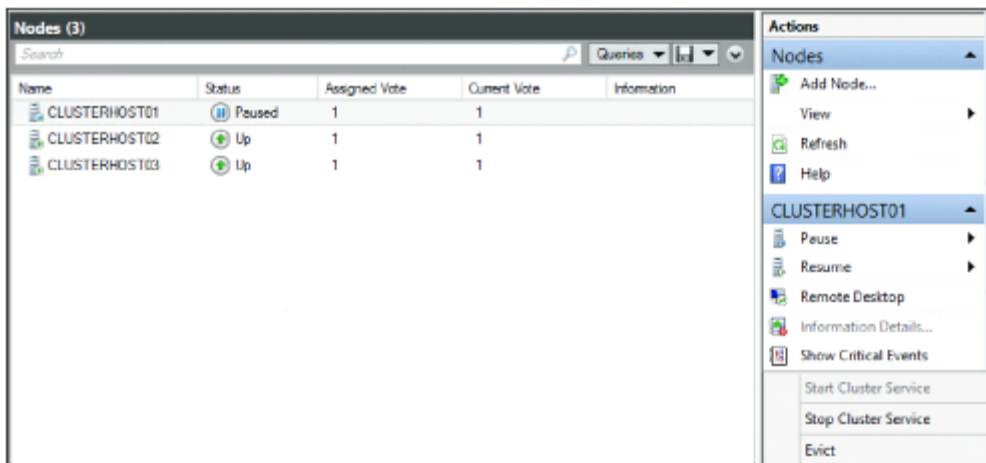 Nodes (3)
Search
Queries
Name Status Assigned Vote Current Vote Information
CLUSTERHOST01 Paused 1 1
CLUSTERHOST02 Up 1 1
CLUSTERHOST03 Up 1 1
Actions
Nodes
Add Node...
View
Refresh
Help
CLUSTERHOST01
Pause
Resume
Remote Desktop
Information Details...
Show Critical Events
Start Cluster Service
Stop Cluster Service
Evict